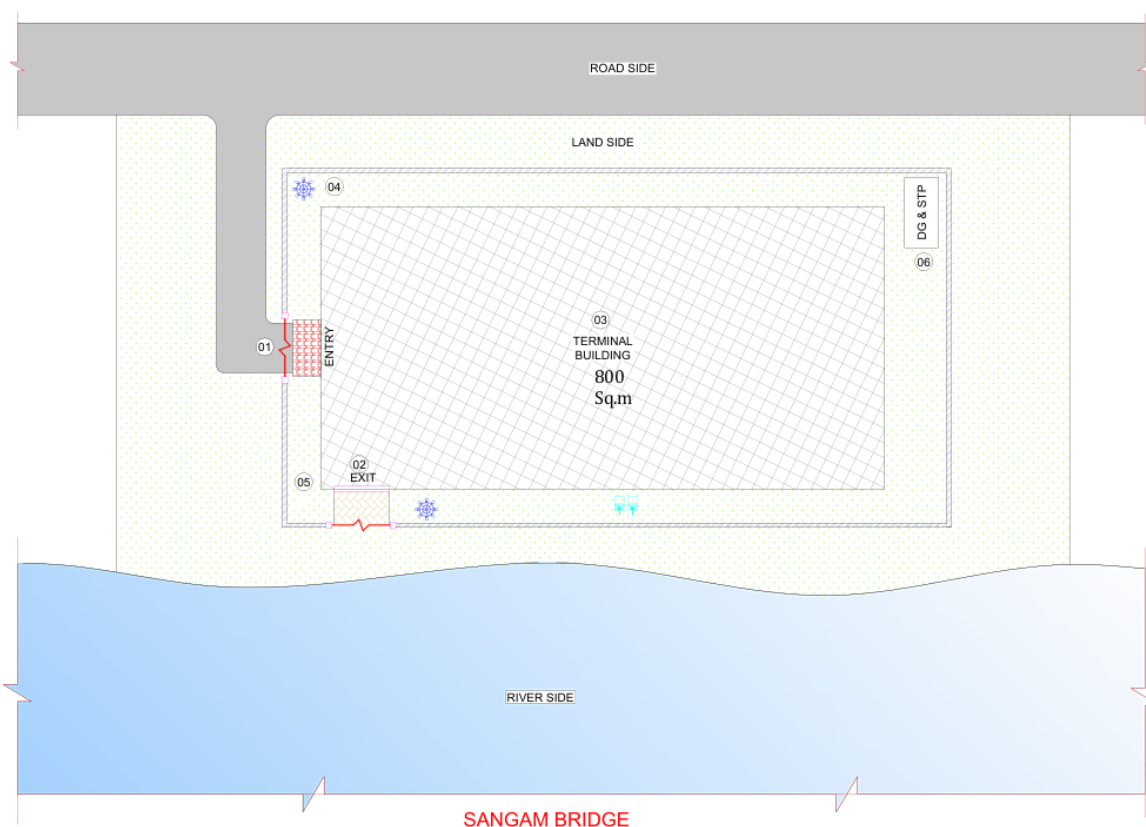 ROAD SIDE
LAND SIDE
04
DG & STP
06
03
TERMINAL
BUILDING
800
Sq.m
01
ENTRY
02
EXIT
05
RIVER SIDE
SANGAM BRIDGE